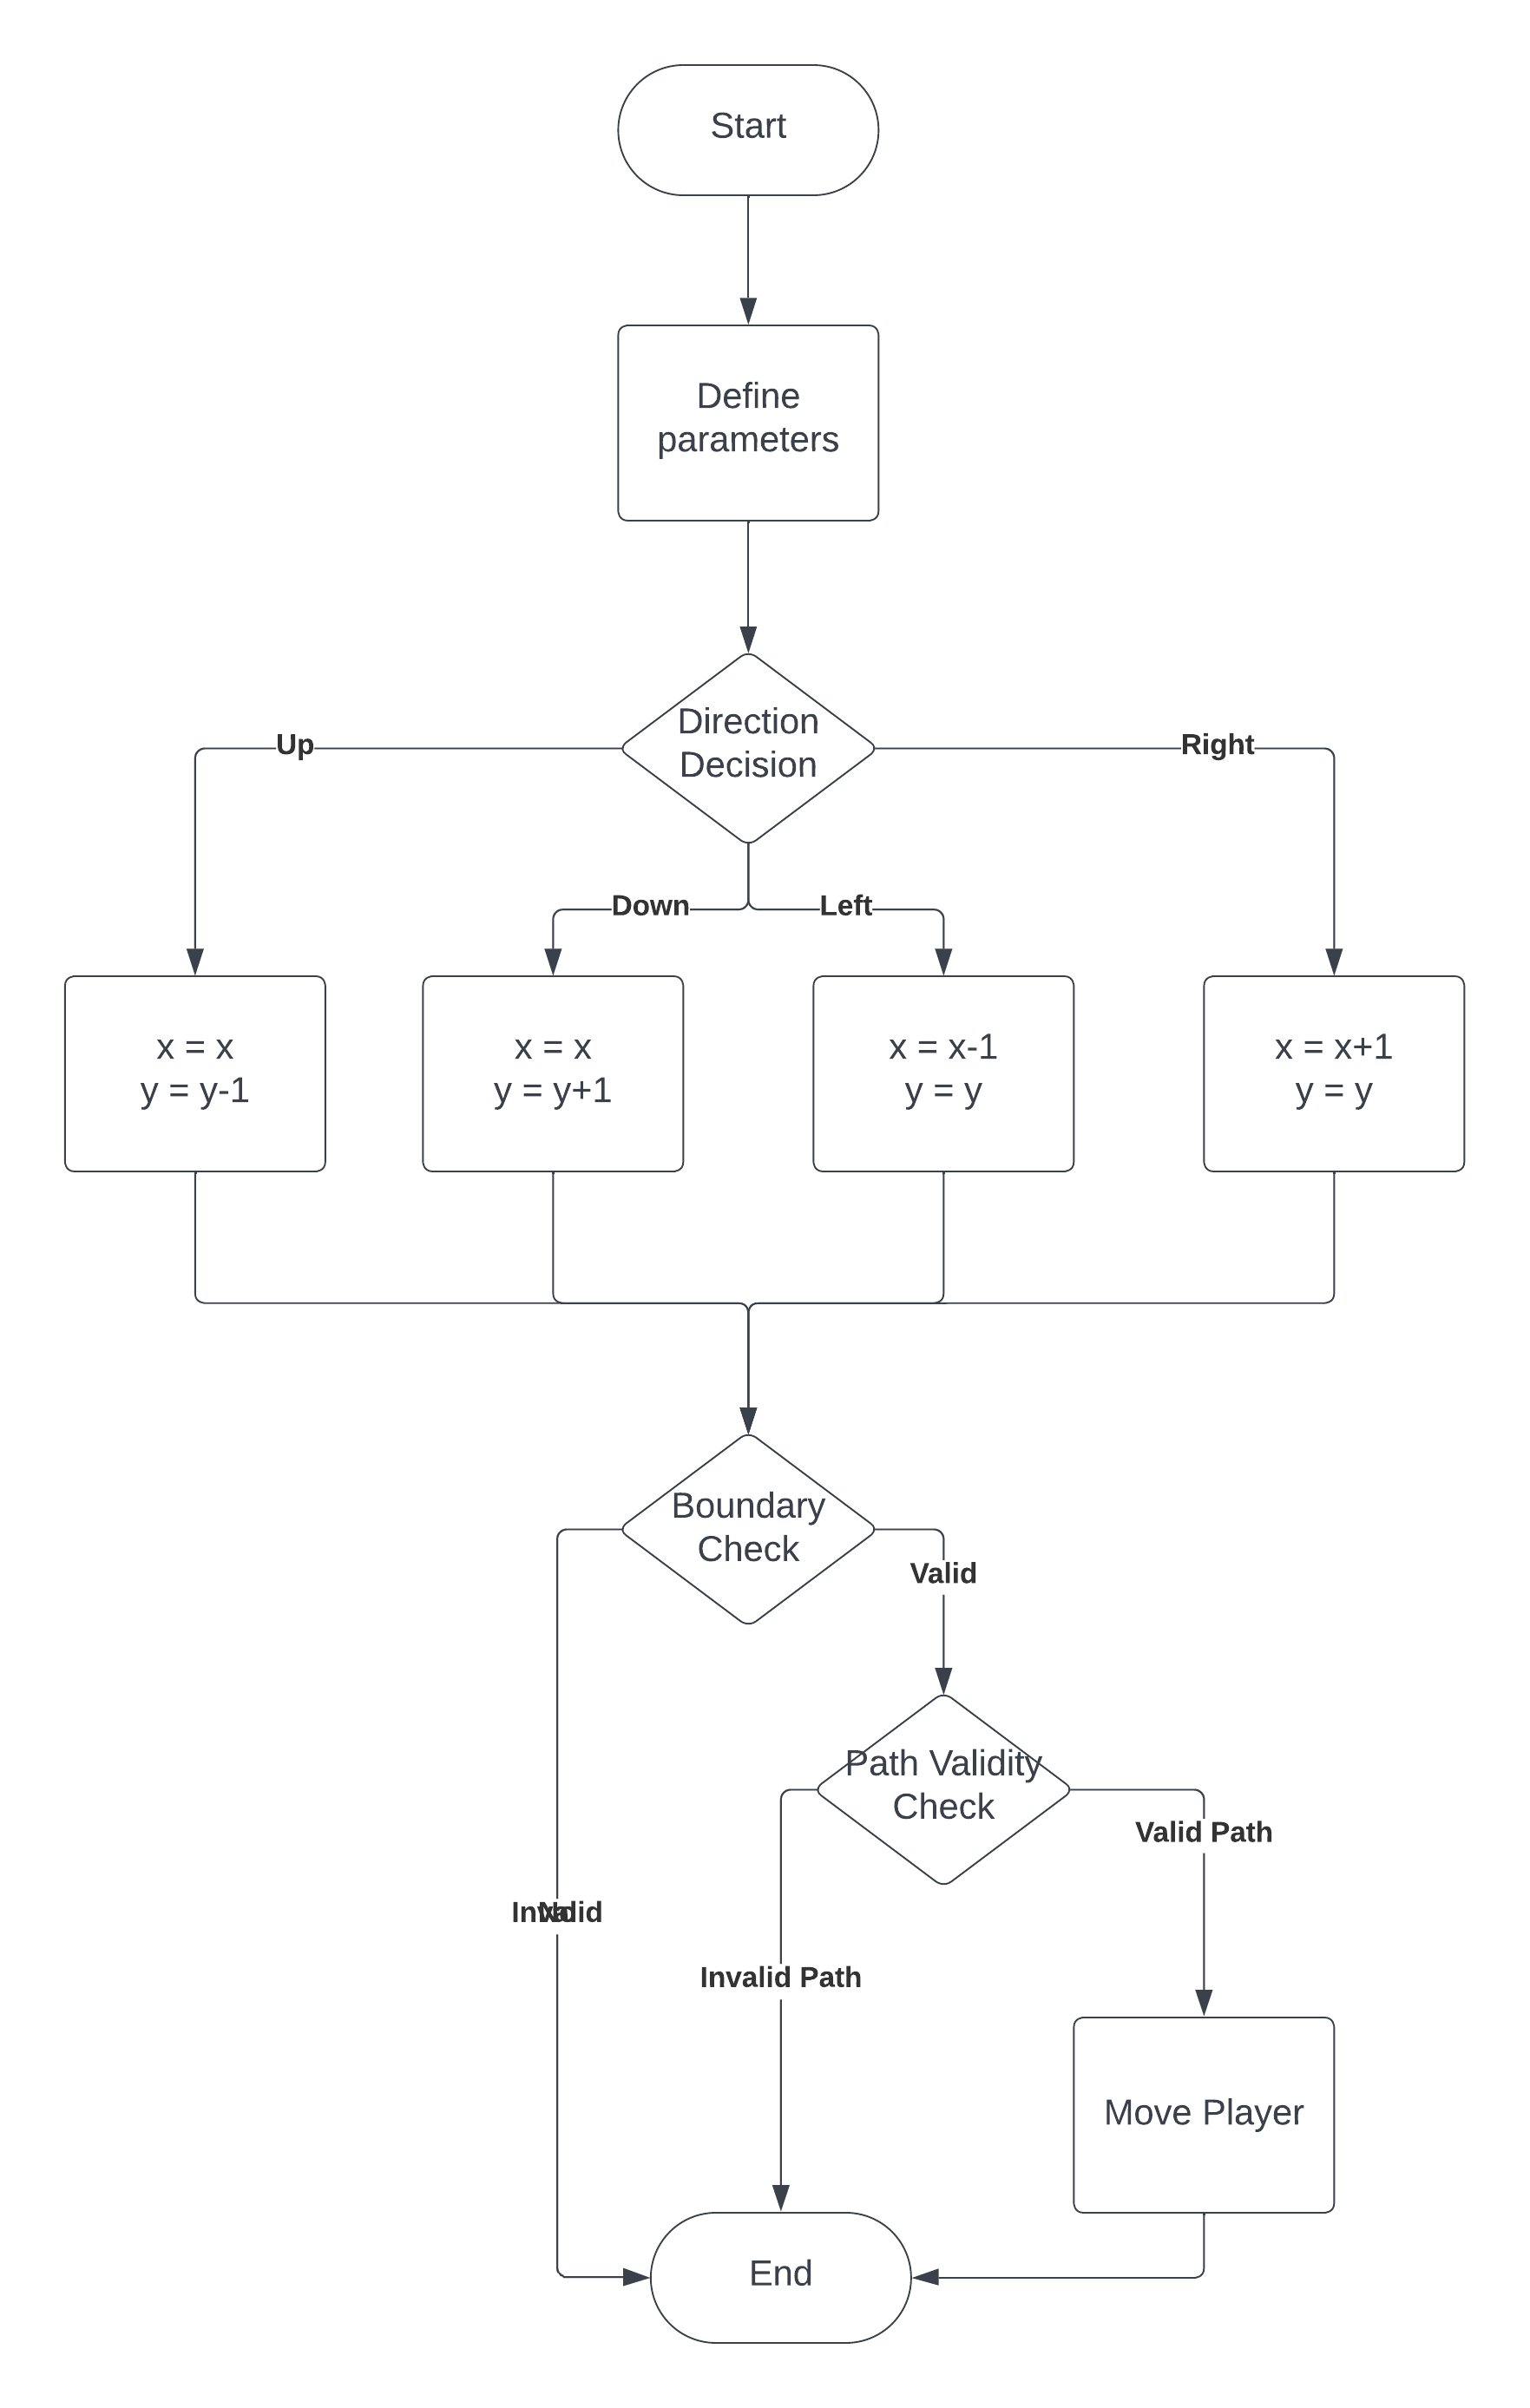 Start
Define
parameters
Direction
Decision
Up
Right
Down
Left
x = x
y = y-1
x = x
y = y+1
x = x-1
y = y
x = x+1
y = y
Boundary
Check
Valid
Path Validity
Check
Valid Path
Invalid
No
Invalid Path
Move Player
End